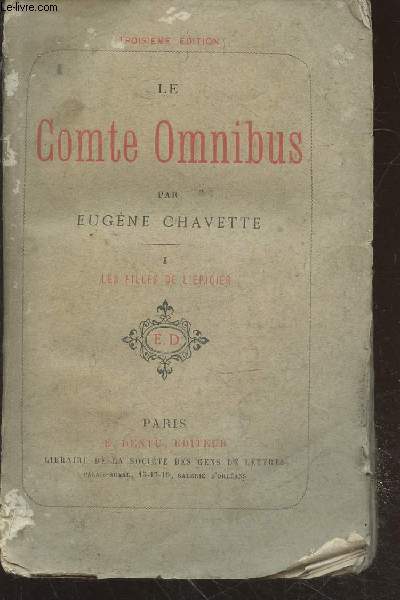 le-livre.com
TROISIÈME ÉDITION
LE
Comte Omnibus
PAR
EUGÈNE CHAVETTE
I
LES FILLES DE L'ÉPICIER
E.D
PARIS
E. DENTU, ÉDITEUR
LIBRAIRE DE LA SOCIÉTÉ DES GENS DE LETTRES
PALAIS-ROYAL, 15-17-19, GALERIE D'ORLÉANS